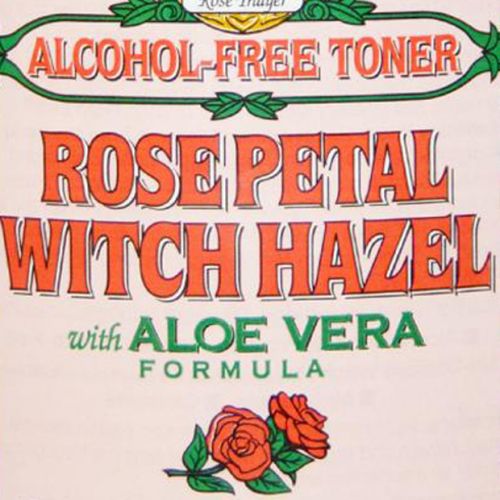 Rose Thayer
ALCOHOL-FREE TONER
ROSE PETAL
WITCH HAZEL
with ALOE VERA
FORMULA